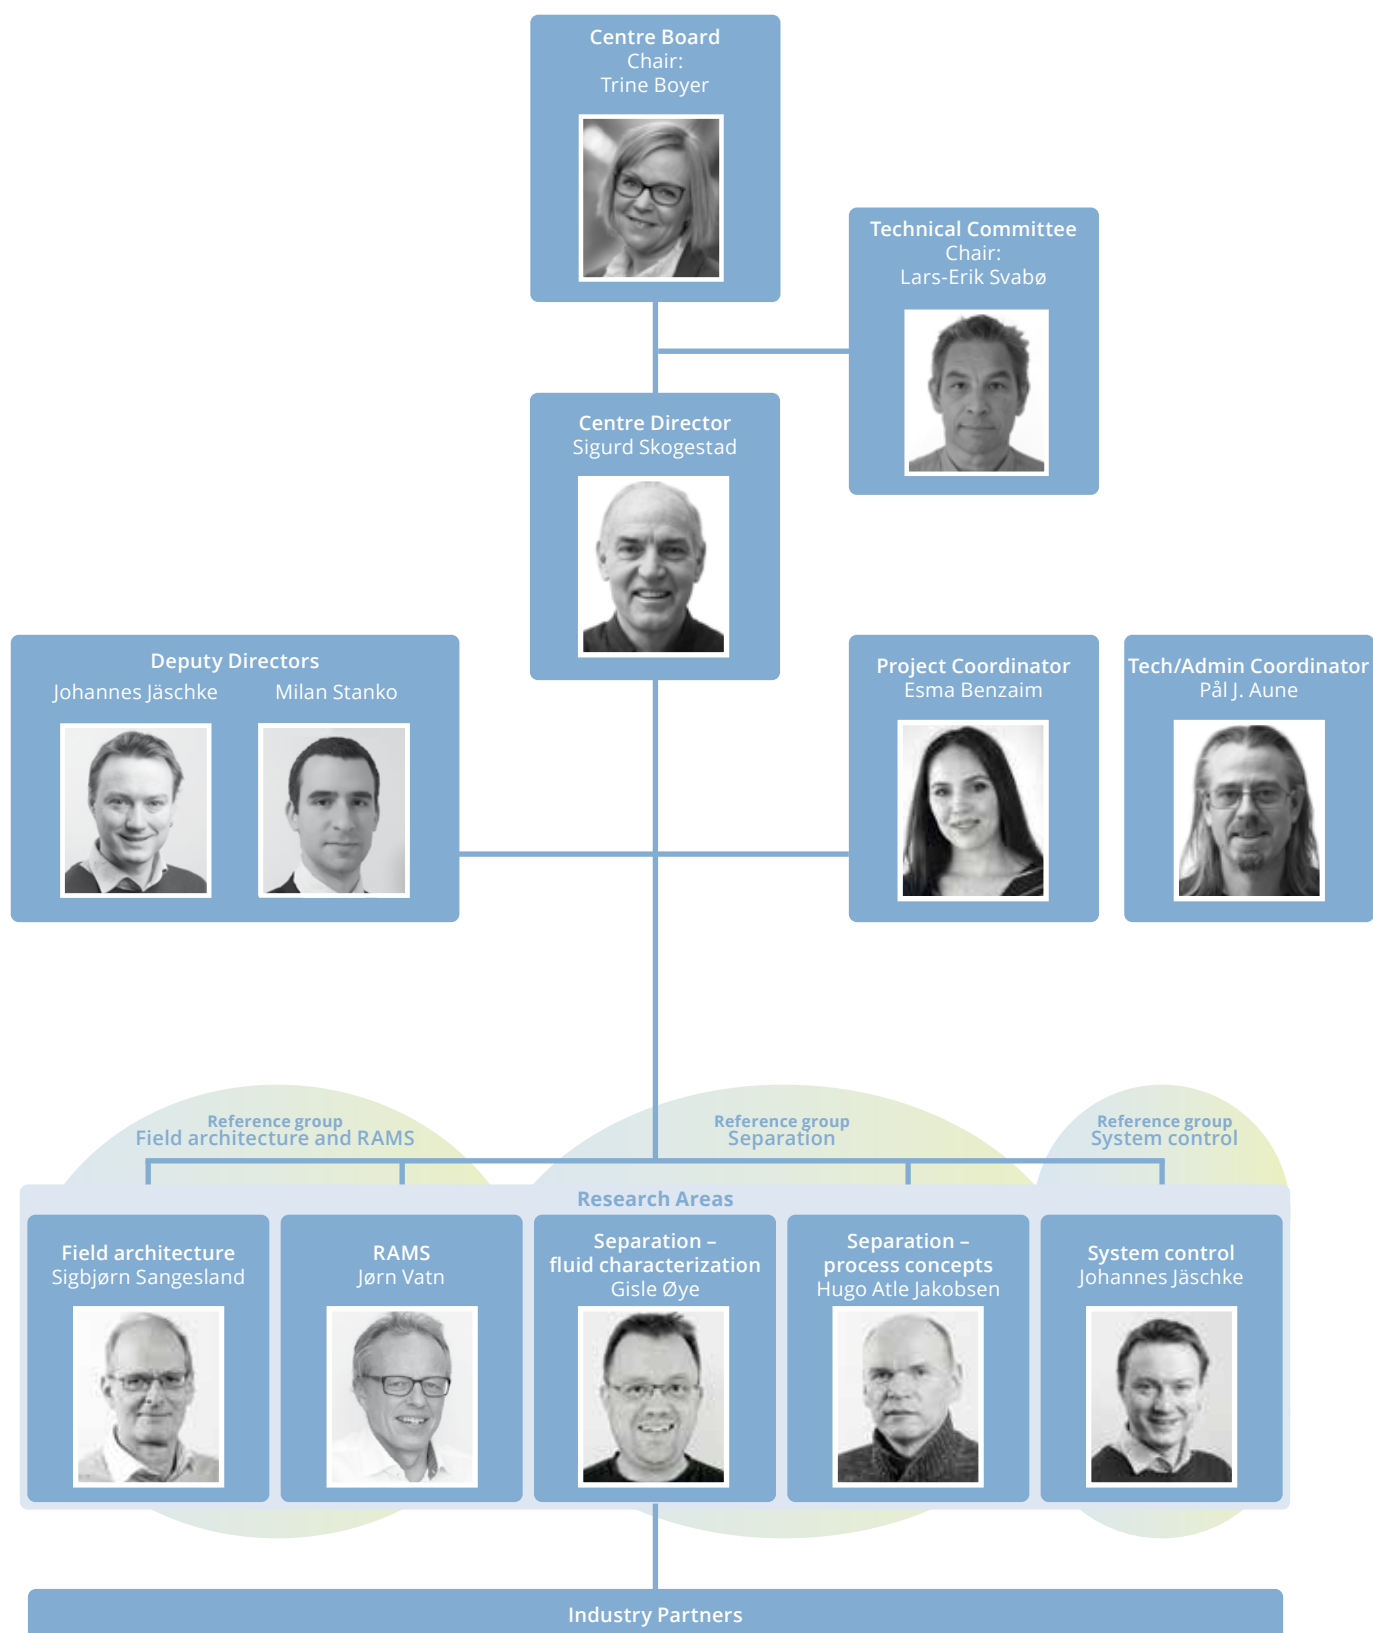 Centre Board
Chair:
Trine Boyer
Technical Committee
Chair:
Lars-Erik Svabø
Centre Director
Sigurd Skogestad
Deputy Directors
Johannes Jäschke
Milan Stanko
Project Coordinator
Esma Benzaim
Tech/Admin Coordinator
Pål J. Aune
Reference group
Field architecture and RAMS
Reference group
Separation
Reference group
System control
Research Areas
Field architecture
Sigbjørn Sangesland
RAMS
Jørn Vatn
Separation –
fluid characterization
Gisle Øye
Separation –
process concepts
Hugo Atle Jakobsen
System control
Johannes Jäschke
Industry Partners